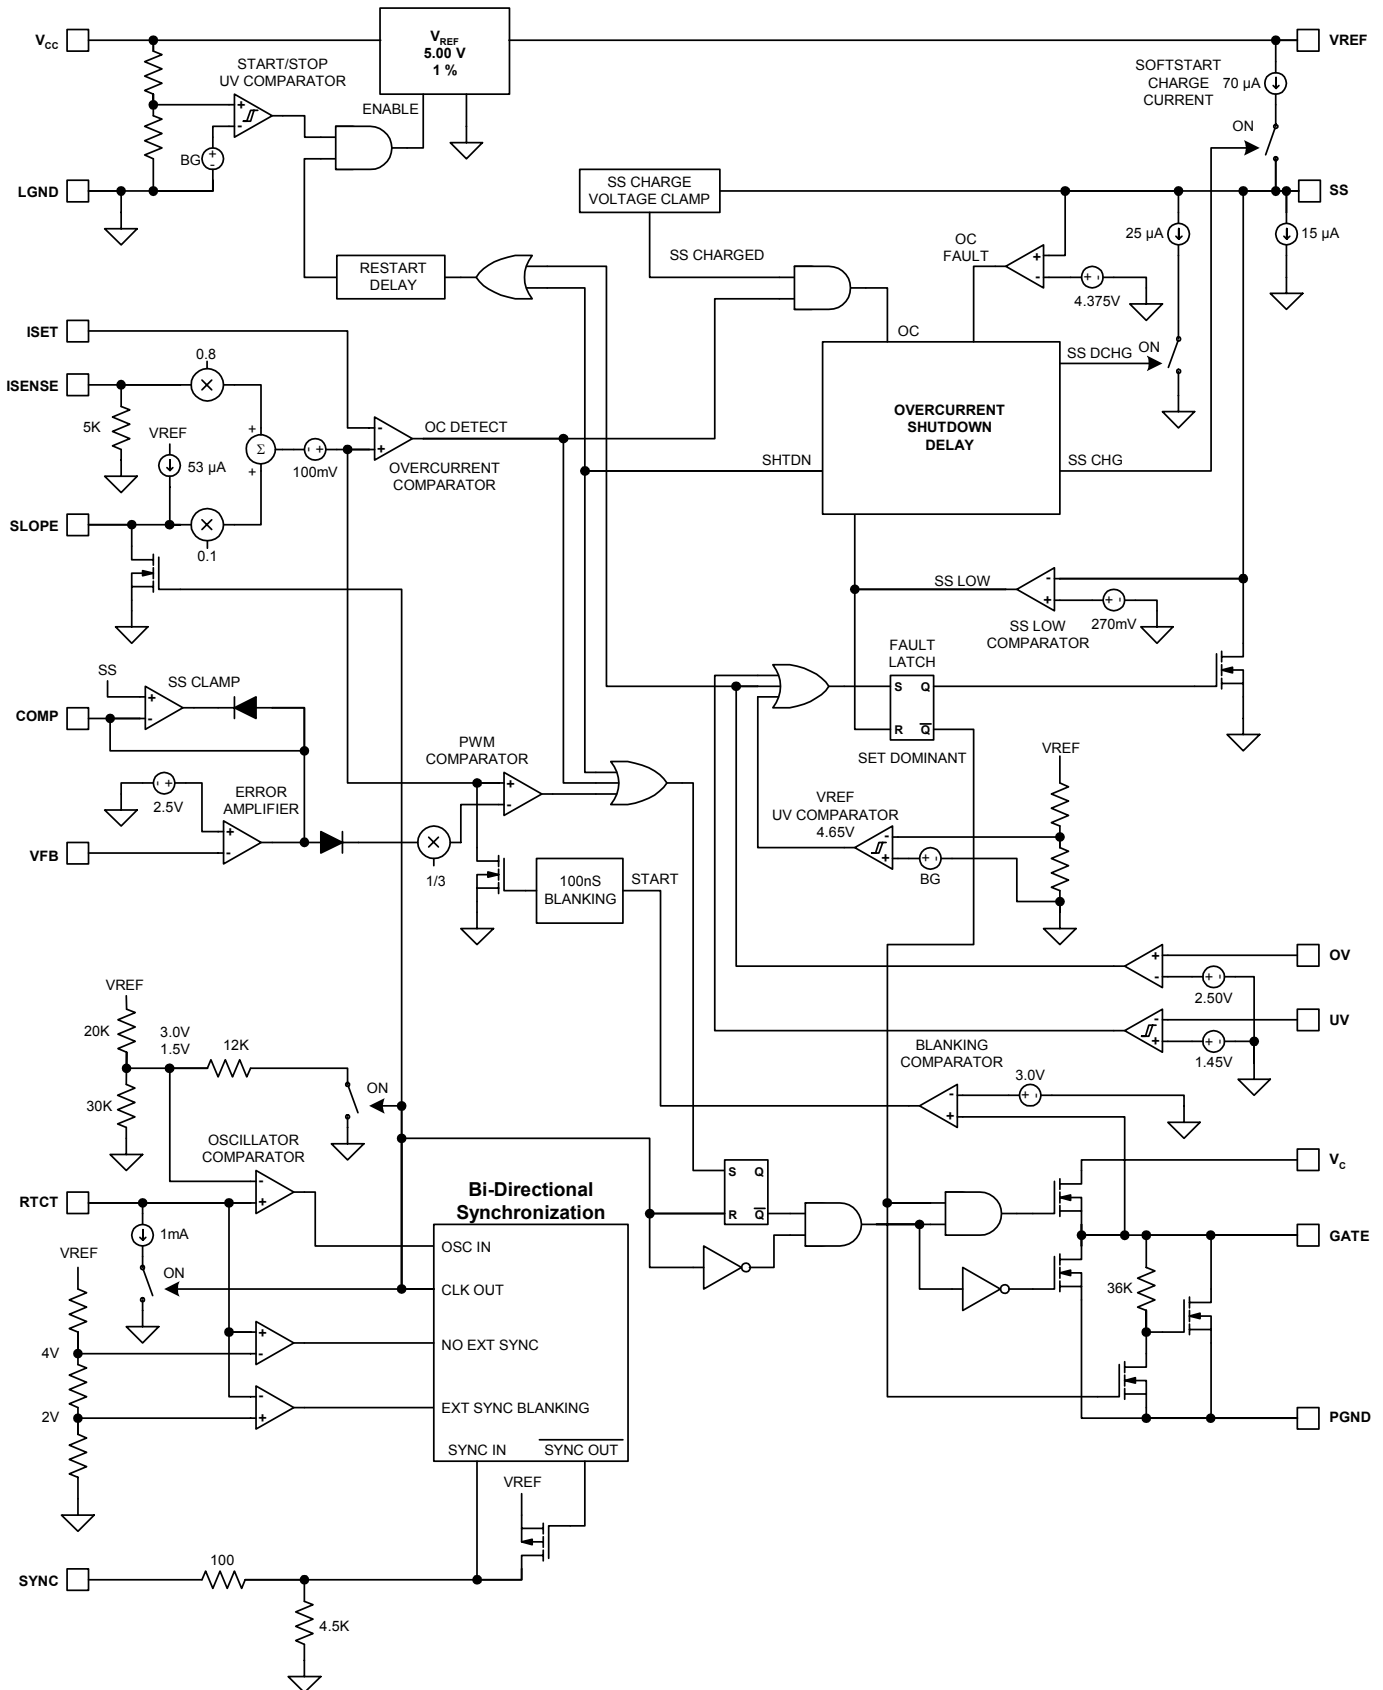 V_CC
V_REF
5.00 V
1 %
VREF
START/STOP
UV COMPARATOR
SOFTSTART
CHARGE
CURRENT
70 µA
ENABLE
ON
+
-
BG
+
-
LGND
SS CHARGE
VOLTAGE CLAMP
SS
25 µA
15 µA
OC
FAULT
SS CHARGED
RESTART
DELAY
+
-
+ -
4.375V
ISET
OC
0.8
SS DCHG
ON
ISENSE
×
5K
VREF
53 µA
+
Σ
+
- +
100mV
-
+
OC DETECT
OVERCURRENT
COMPARATOR
OVERCURRENT
SHUTDOWN
DELAY
SHTDN
SS CHG
SLOPE
×
0.1
SS LOW
-
+
+ -
270mV
SS LOW
COMPARATOR
FAULT
LATCH
SS
SS CLAMP
+
-
S Q
R Q
COMP
SET DOMINANT
PWM
COMPARATOR
VREF
- +
2.5V
ERROR
AMPLIFIER
+
-
VREF
UV COMPARATOR
4.65V
+
-
-
+
+ -
BG
VFB
×
1/3
100nS
BLANKING
START
OV
+
-
+ -
2.50V
VREF
UV
-
+
+ -
1.45V
20K
3.0V
1.5V
12K
BLANKING
COMPARATOR
3.0V
-
+
+ -
ON
30K
OSCILLATOR
COMPARATOR
V_C
-
+
S Q
R Q
RTCT
Bi-Directional
Synchronization
1mA
GATE
VREF
OSC IN
ON
CLK OUT
36K
4V
+
-
NO EXT SYNC
2V
-
+
EXT SYNC BLANKING
PGND
SYNC IN
SYNC OUT
VREF
100
SYNC
4.5K